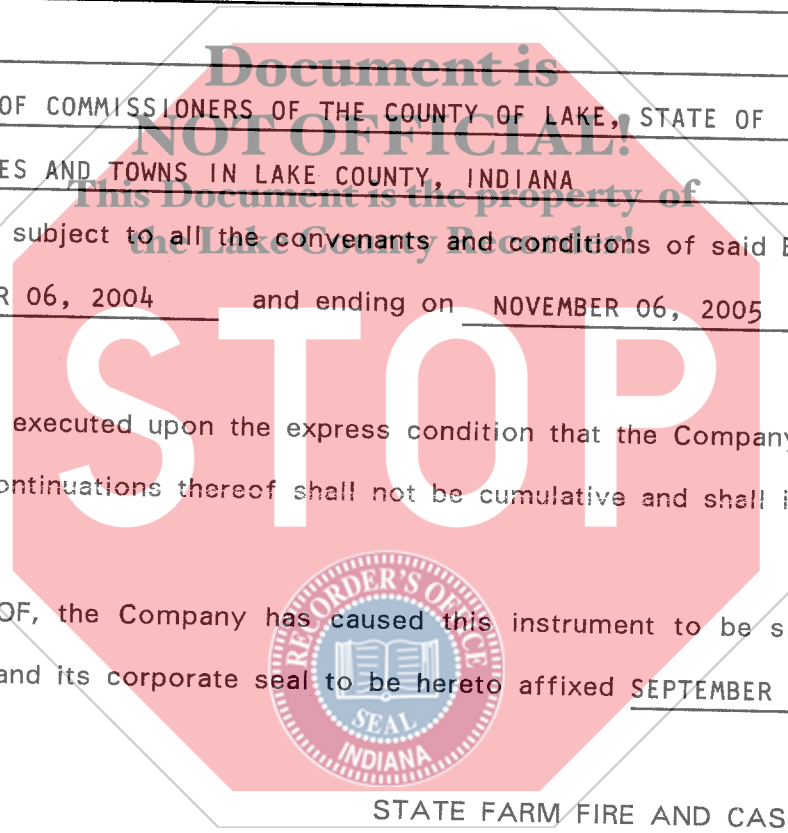 Document is
OF COMMISSIONERS OF THE COUNTY OF LAKE, STATE OF
NOT OFFICIAL!
ES AND TOWNS IN LAKE COUNTY, INDIANA
This Document is the property of
subject to all the convenants and conditions of said
the Lake County Recorder!
R 06, 2004 and ending on NOVEMBER 06, 2005
STOP
executed upon the express condition that the Company
ontinuations thereof shall not be cumulative and shall i
RECORDER'S OFFICE
OF, the Company has caused this instrument to be s
and its corporate seal to be hereto affixed SEPTEMBER
SEAL
INDIANA
STATE FARM FIRE AND CAS